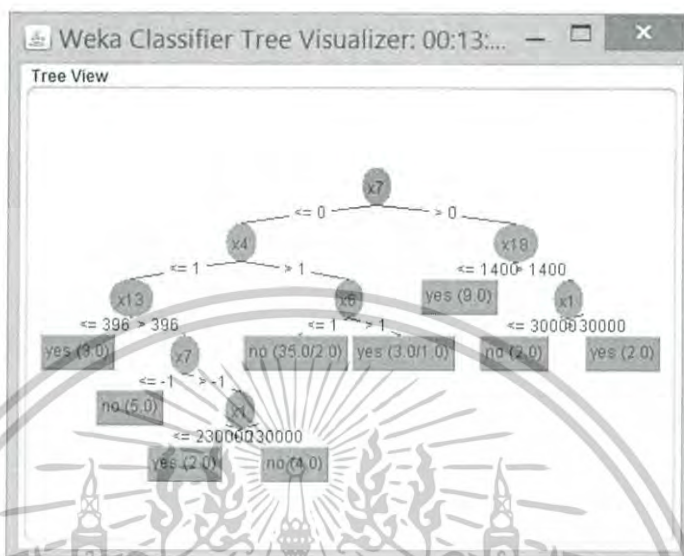 Weka Classifier Tree Visualizer: 00:13:...
Tree View
x7
<= 0 > 0
x4 x18
<= 1 > 1 <= 1400 > 1400
x13 x6 yes (9.0) x1
<= 396 > 396 <= 1 > 1 <= 30000 30000
yes (3.0) x7 no (35.0/2.0) yes (3.0/1.0) no (2.0) yes (2.0)
<= -1 > -1
no (5.0) x1
<= 230000 230000
yes (2.0) no (4.0)